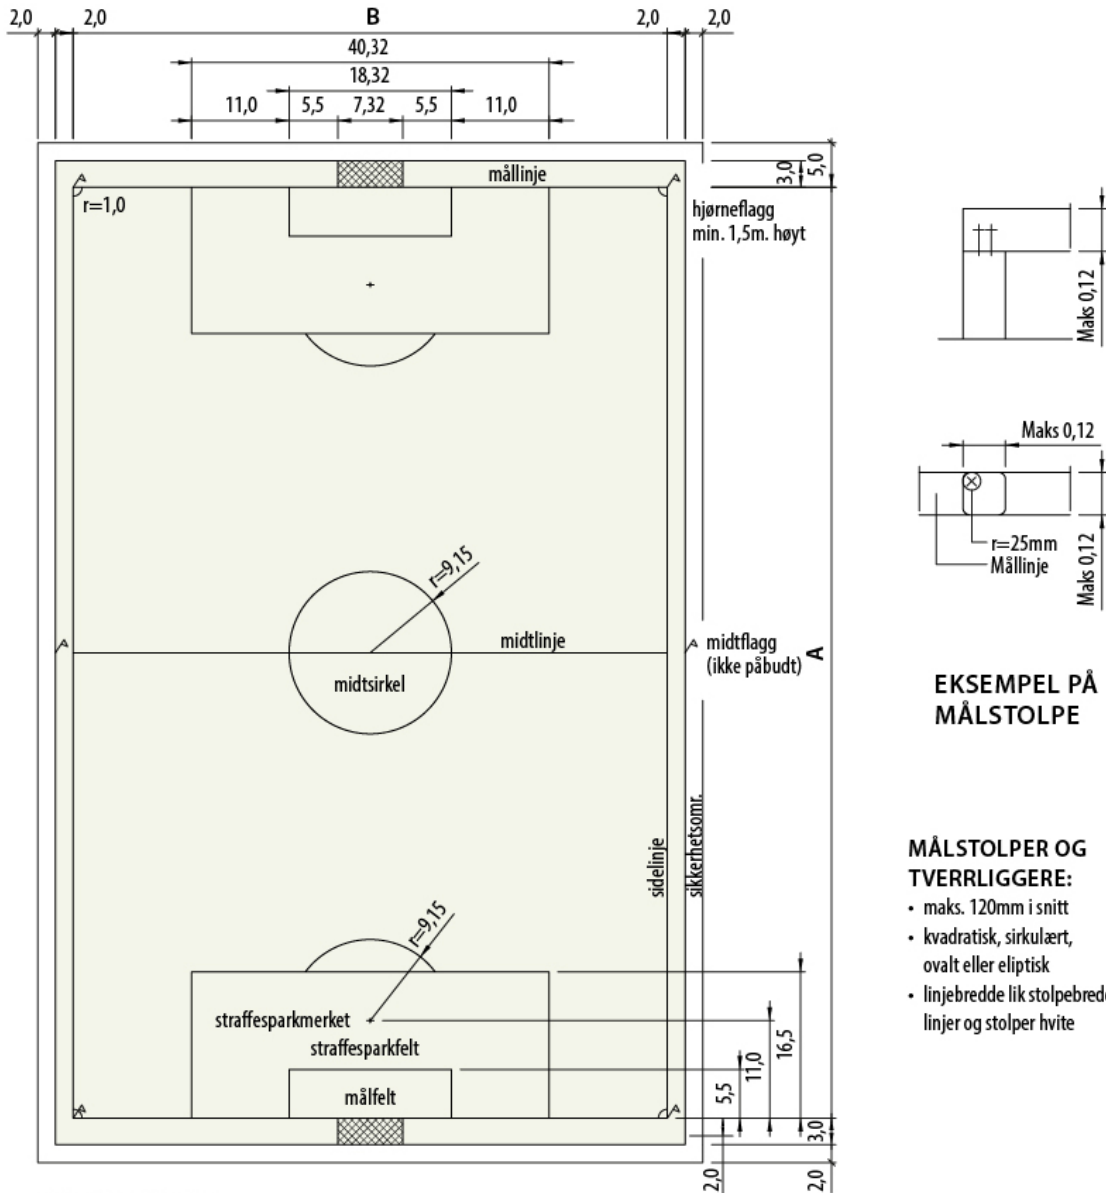 2,0 2,0 B 2,0 2,0
40,32
18,32
11,0 5,5 7,32 5,5 11,0
mållinje
3,0
5,0
r=1,0
hjørneflagg
min. 1,5m. høyt
Maks 0,12
Maks 0,12
r=25mm
Mållinje
Maks 0,12
r=9,15
midtlinje
midtsirkel
midtflagg
(ikke påbudt)
A
EKSEMPEL PÅ
MÅLSTOLPE
sidelinje
sikkerhetsomr.
MÅLSTOLPER OG
TVERRLIGGERE:
• maks. 120mm i snitt
• kvadratisk, sirkulært,
ovalt eller eliptisk
• linjebredde lik stolpebredde
linjer og stolper hvite
r=9,15
straffesparkmerket
straffesparkfelt
målfelt
5,5
11,0
16,5
3,0
2,0
2,0